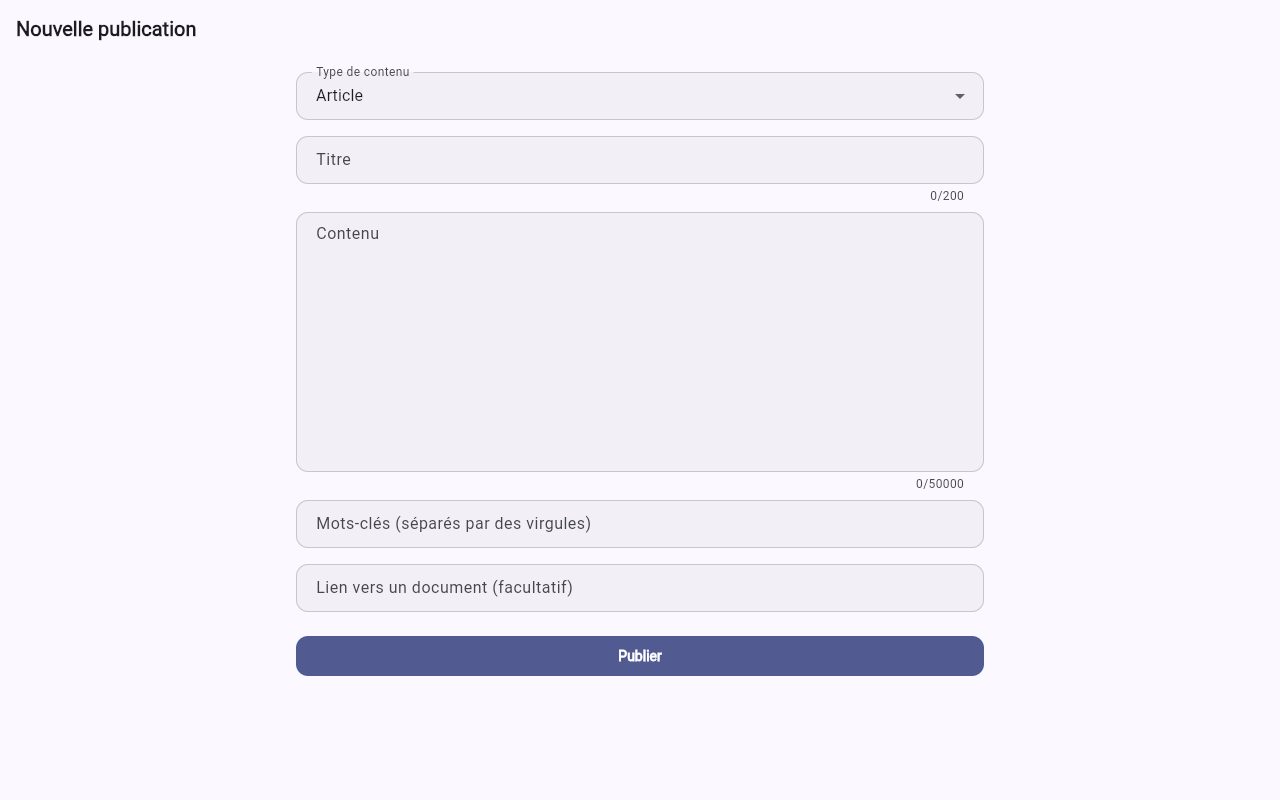 Nouvelle publication
Type de contenu
Article
Titre
0/200
Contenu
0/50000
Mots-clés (séparés par des virgules)
Lien vers un document (facultatif)
Publier